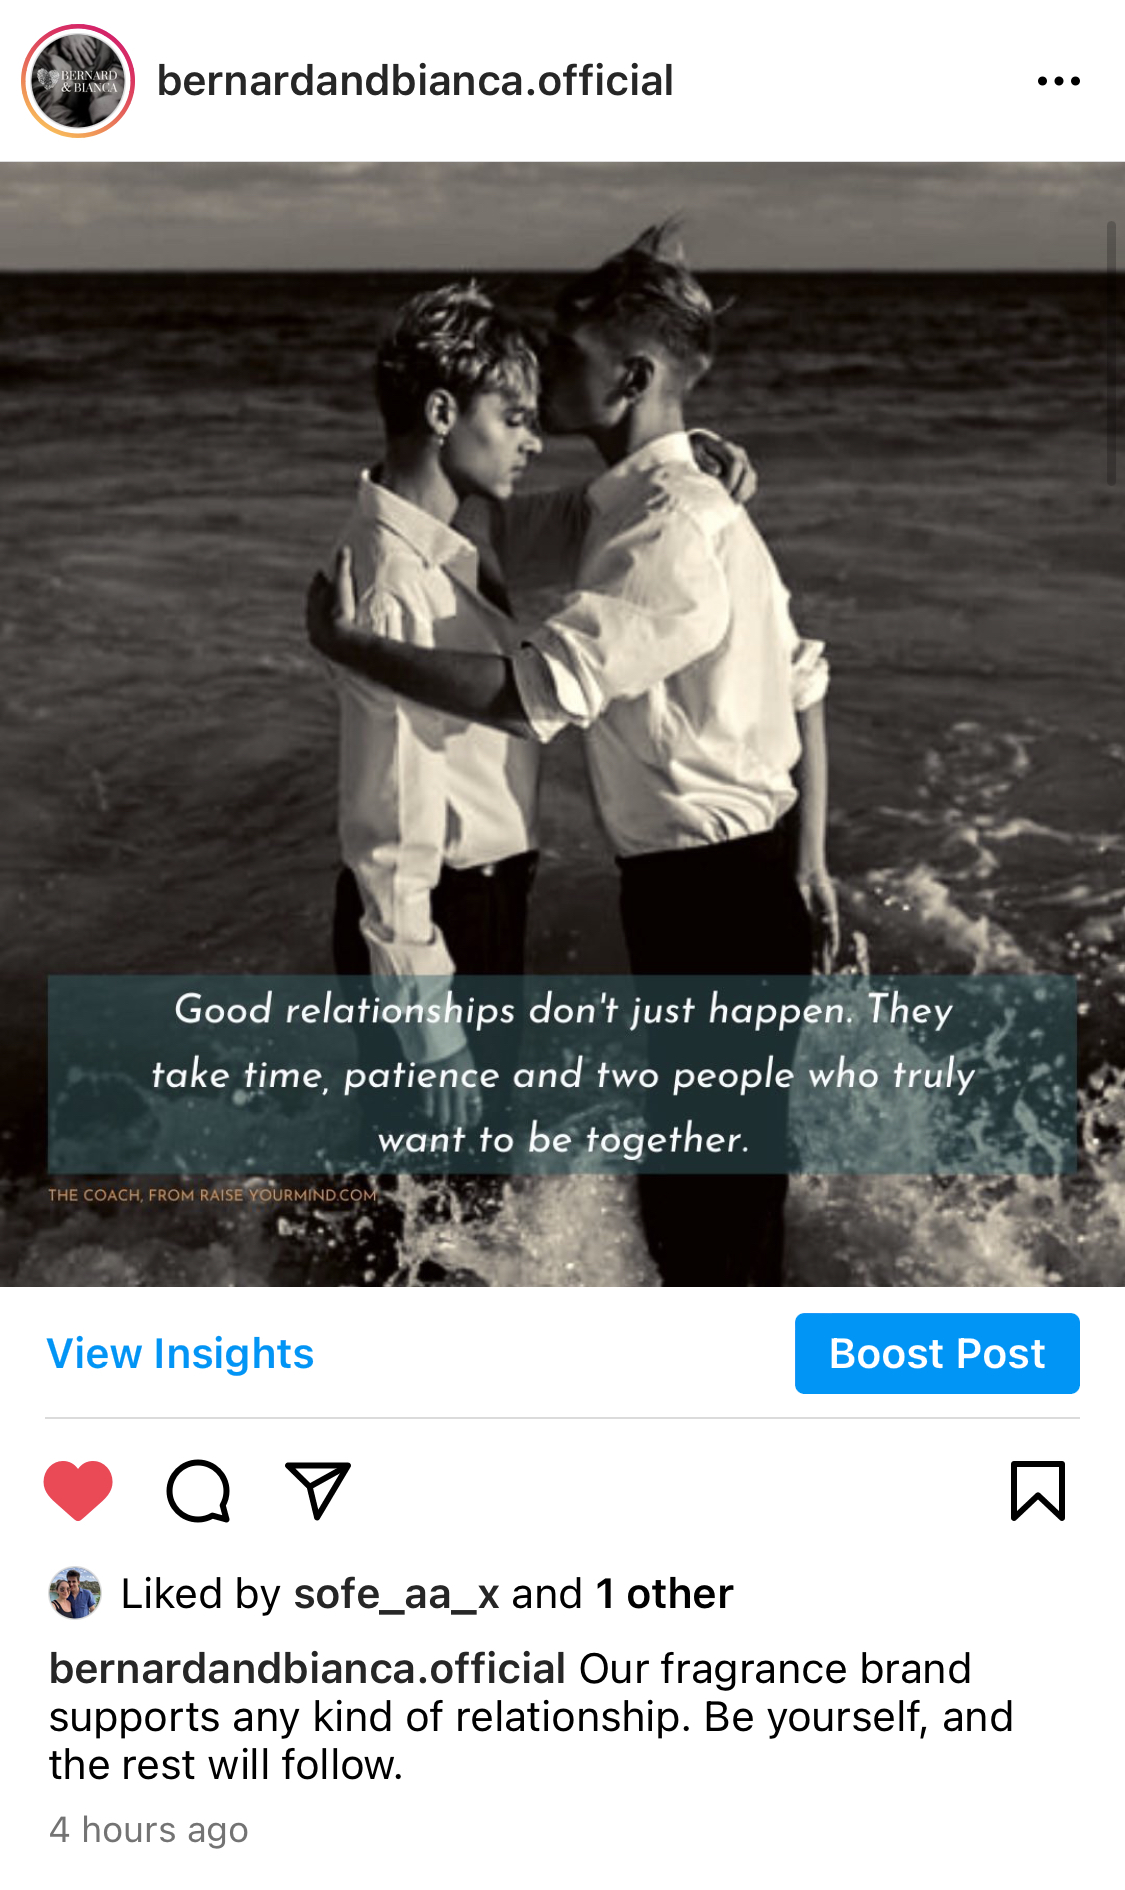 BERNARD
& BIANCA
bernardandbianca.official
Good relationships don't just happen. They
take time, patience and two people who truly
want to be together.
THE COACH, FROM RAISE YOURMIND.COM
View Insights
Boost Post
Liked by sofe_aa_x and 1 other
bernardandbianca.official Our fragrance brand
supports any kind of relationship. Be yourself, and
the rest will follow.
4 hours ago